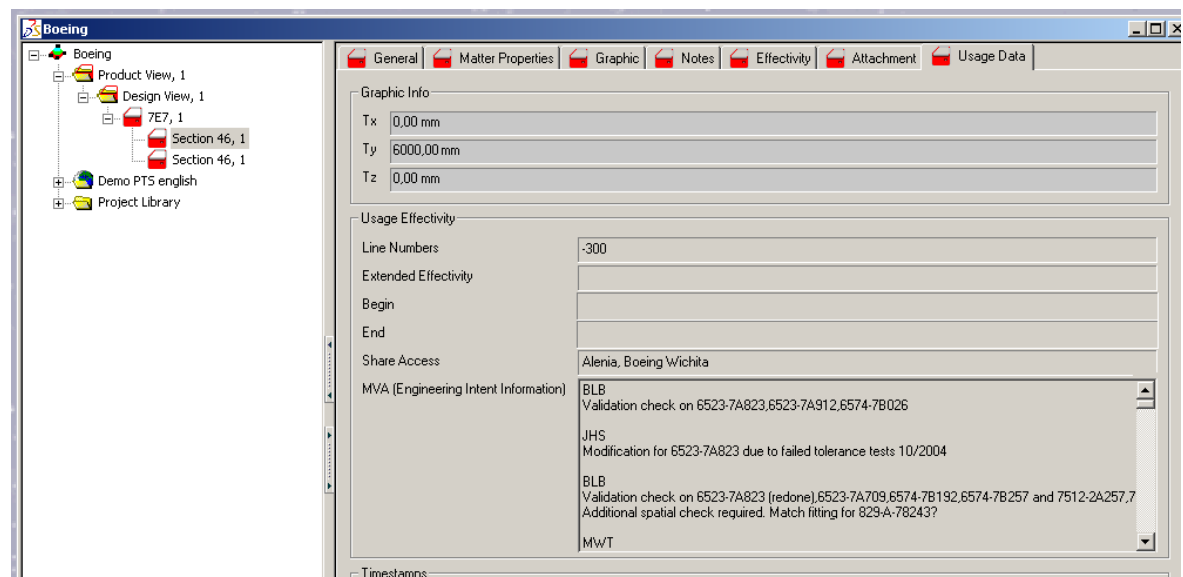 Boeing
Boeing
Product View, 1
Design View, 1
7E7, 1
Section 46, 1
Section 46, 1
Demo PTS english
Project Library
General Matter Properties Graphic Notes Effectivity Attachment Usage Data
Graphic Info
Tx 0,00 mm
Ty 6000,00 mm
Tz 0,00 mm
Usage Effectivity
Line Numbers -300
Extended Effectivity
Begin
End
Share Access Alenia, Boeing Wichita
MVA (Engineering Intent Information) BLB
Validation check on 6523-7A823,6523-7A912,6574-7B026
JHS
Modification for 6523-7A823 due to failed tolerance tests 10/2004
BLB
Validation check on 6523-7A823 (redone),6523-7A709,6574-7B192,6574-7B257 and 7512-2A257,7
Additional spatial check required. Match fitting for 829-A-78243?
MWT
Timestamps